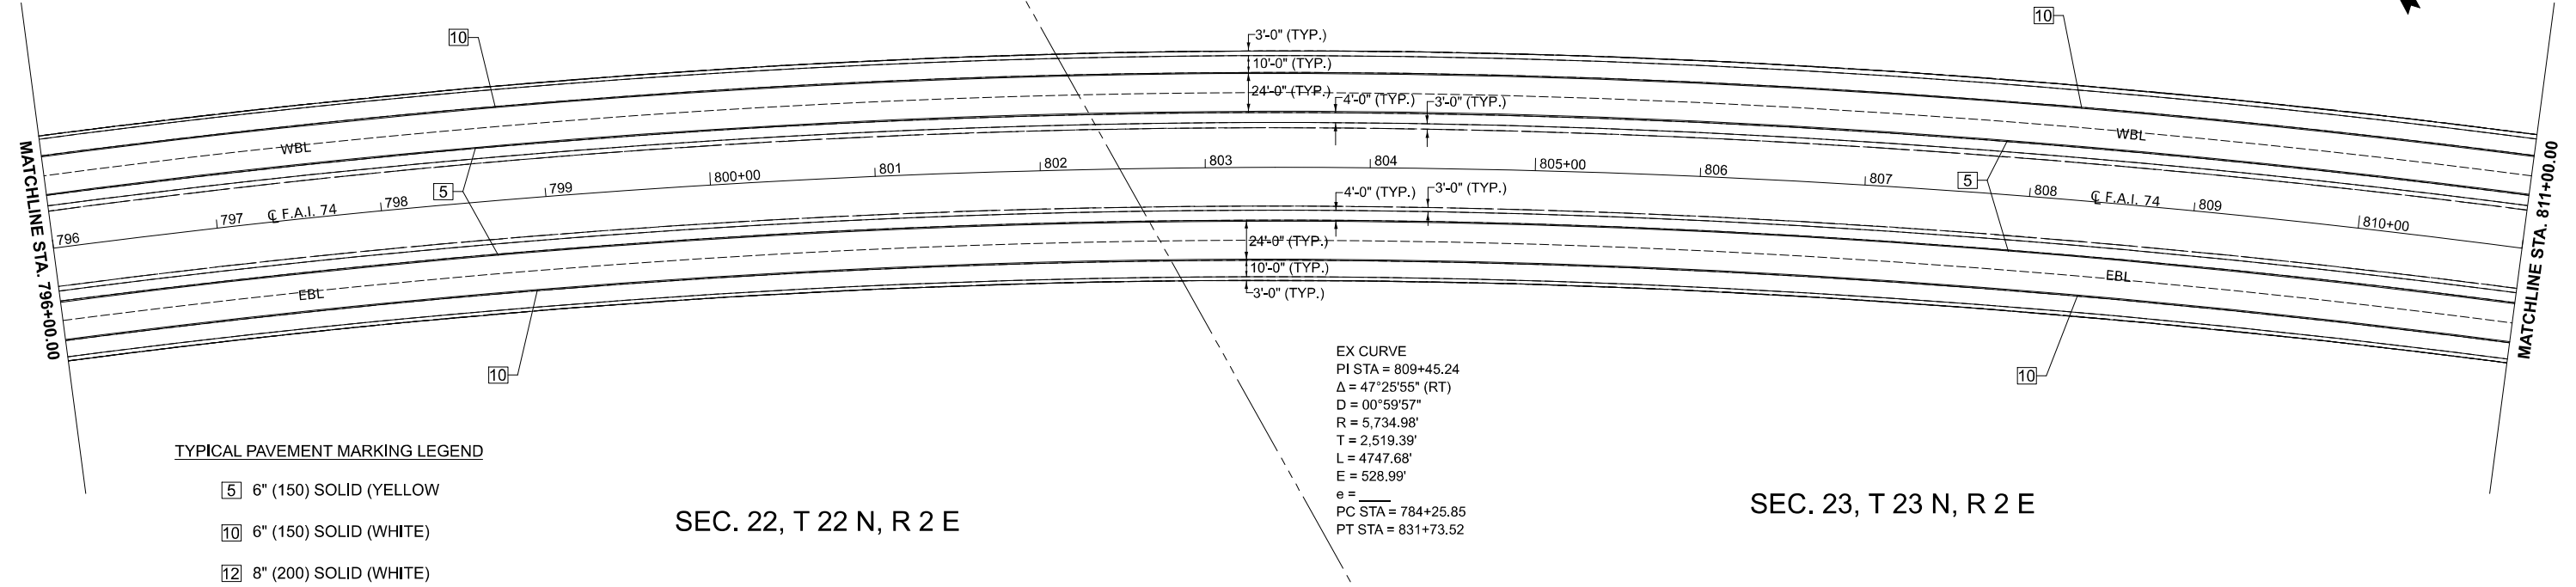 10
10
3'-0" (TYP.)
10'-0" (TYP.)
24'-0" (TYP.)
4'-0" (TYP.)
3'-0" (TYP.)
WBL
WBL
MATCHLINE STA. 796+00.00
MATCHLINE STA. 811+00.00
796
797
℄ F.A.I. 74
798
799
800+00
801
802
803
804
805+00
806
807
808
℄ F.A.I. 74
809
810+00
5
5
4'-0" (TYP.)
3'-0" (TYP.)
24'-0" (TYP.)
10'-0" (TYP.)
3'-0" (TYP.)
EBL
EBL
10
10
EX CURVE
PI STA = 809+45.24
Δ = 47°25'55" (RT)
D = 00°59'57"
R = 5,734.98'
T = 2,519.39'
L = 4747.68'
E = 528.99'
e = ____
PC STA = 784+25.85
PT STA = 831+73.52
TYPICAL PAVEMENT MARKING LEGEND
5 6" (150) SOLID (YELLOW
10 6" (150) SOLID (WHITE)
12 8" (200) SOLID (WHITE)
SEC. 22, T 22 N, R 2 E
SEC. 23, T 23 N, R 2 E